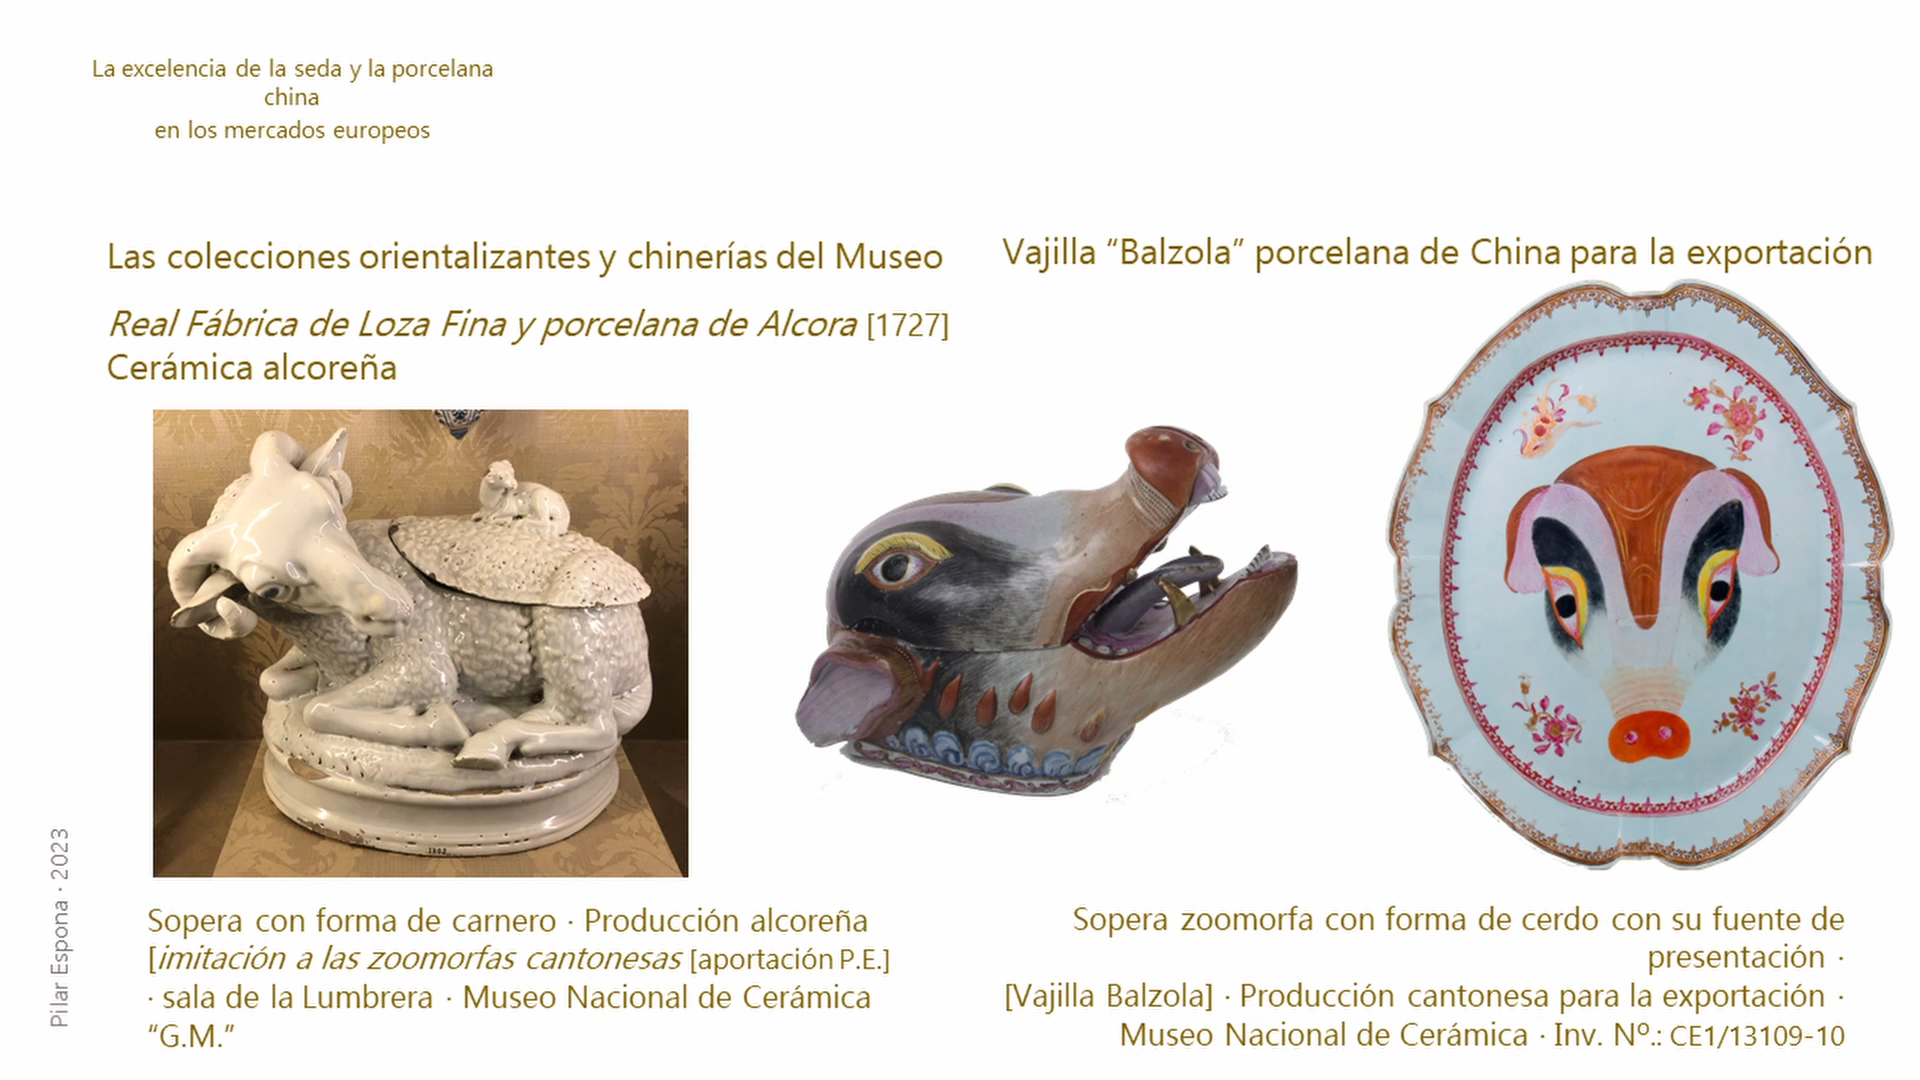 La excelencia de la seda y la porcelana
china
en los mercados europeos
Las colecciones orientalizantes y chinerías del Museo
Real Fábrica de Loza Fina y porcelana de Alcora [1727]
Cerámica alcoreña
Vajilla “Balzola” porcelana de China para la exportación
Sopera con forma de carnero · Producción alcoreña
[imitación a las zoomorfas cantonesas [aportación P.E.]
· sala de la Lumbrera · Museo Nacional de Cerámica
“G.M.”
Sopera zoomorfa con forma de cerdo con su fuente de
presentación ·
[Vajilla Balzola] · Producción cantonesa para la exportación ·
Museo Nacional de Cerámica · Inv. Nº.: CE1/13109-10
Pilar Espona · 2023